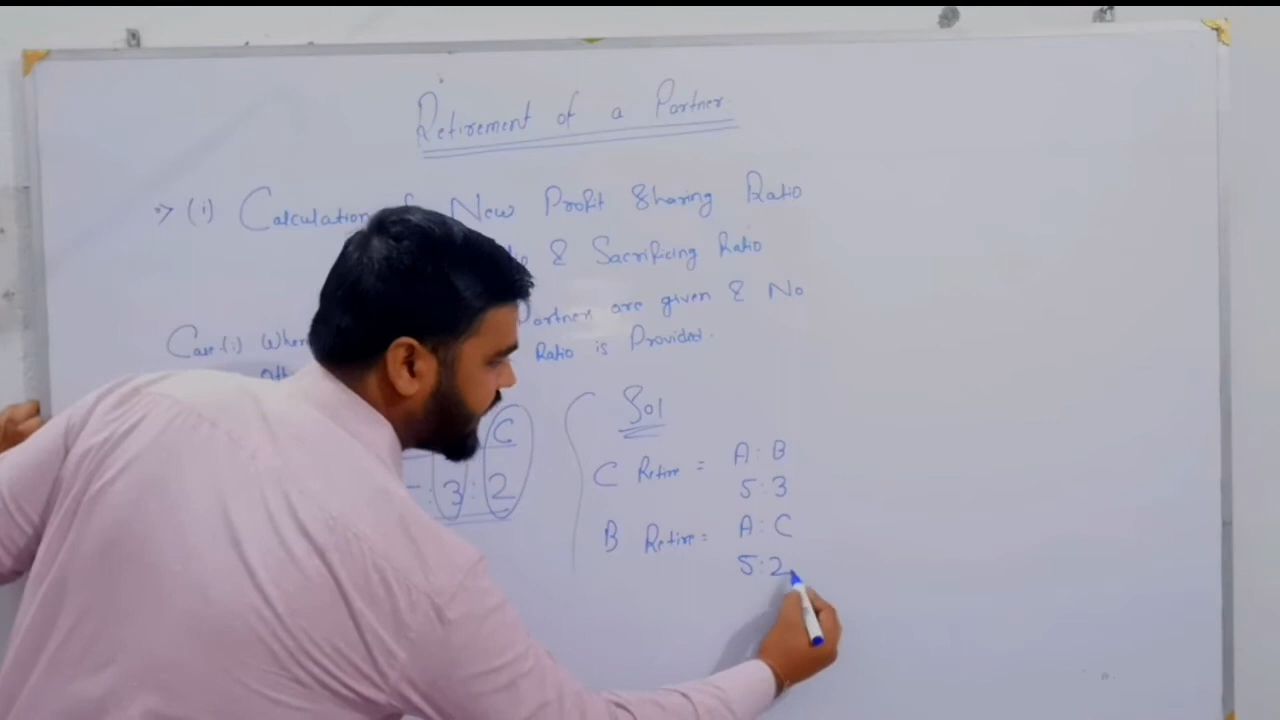 Retirement of a Partner.
=> (i) Calculation of New Profit Sharing Ratio
& Sacrificing Ratio
Case (i) When Partner are given & No
Ratio is Provided.
Sol
C
: 3 : 2
C Retire = A : B
5 : 3
B Retire = A : C
5 : 2